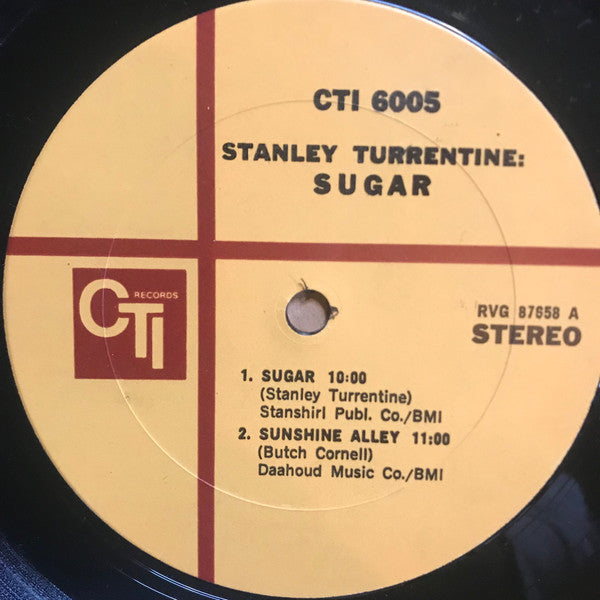 CTI 6005
STANLEY TURRENTINE:
SUGAR
CTI RECORDS
RVG 87658 A
STEREO
1. SUGAR 10:00
(Stanley Turrentine)
Stanshirl Publ. Co./BMI
2. SUNSHINE ALLEY 11:00
(Butch Cornell)
Daahoud Music Co./BMI